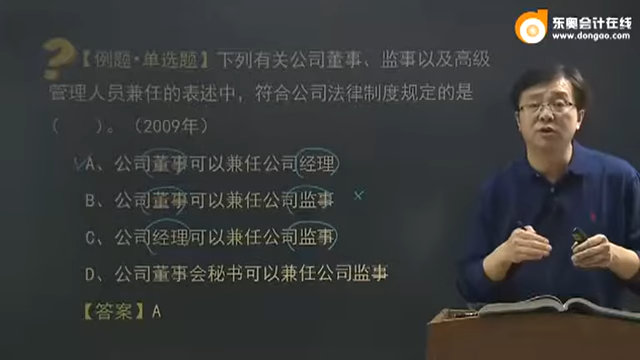 东奥会计在线
www.dongao.com
【例题·单选题】下列有关公司董事、监事以及高级
管理人员兼任的表述中，符合公司法律制度规定的是
（ ）。（2009年）
A、公司董事可以兼任公司经理
B、公司董事可以兼任公司监事
C、公司经理可以兼任公司监事
D、公司董事会秘书可以兼任公司监事
【答案】A